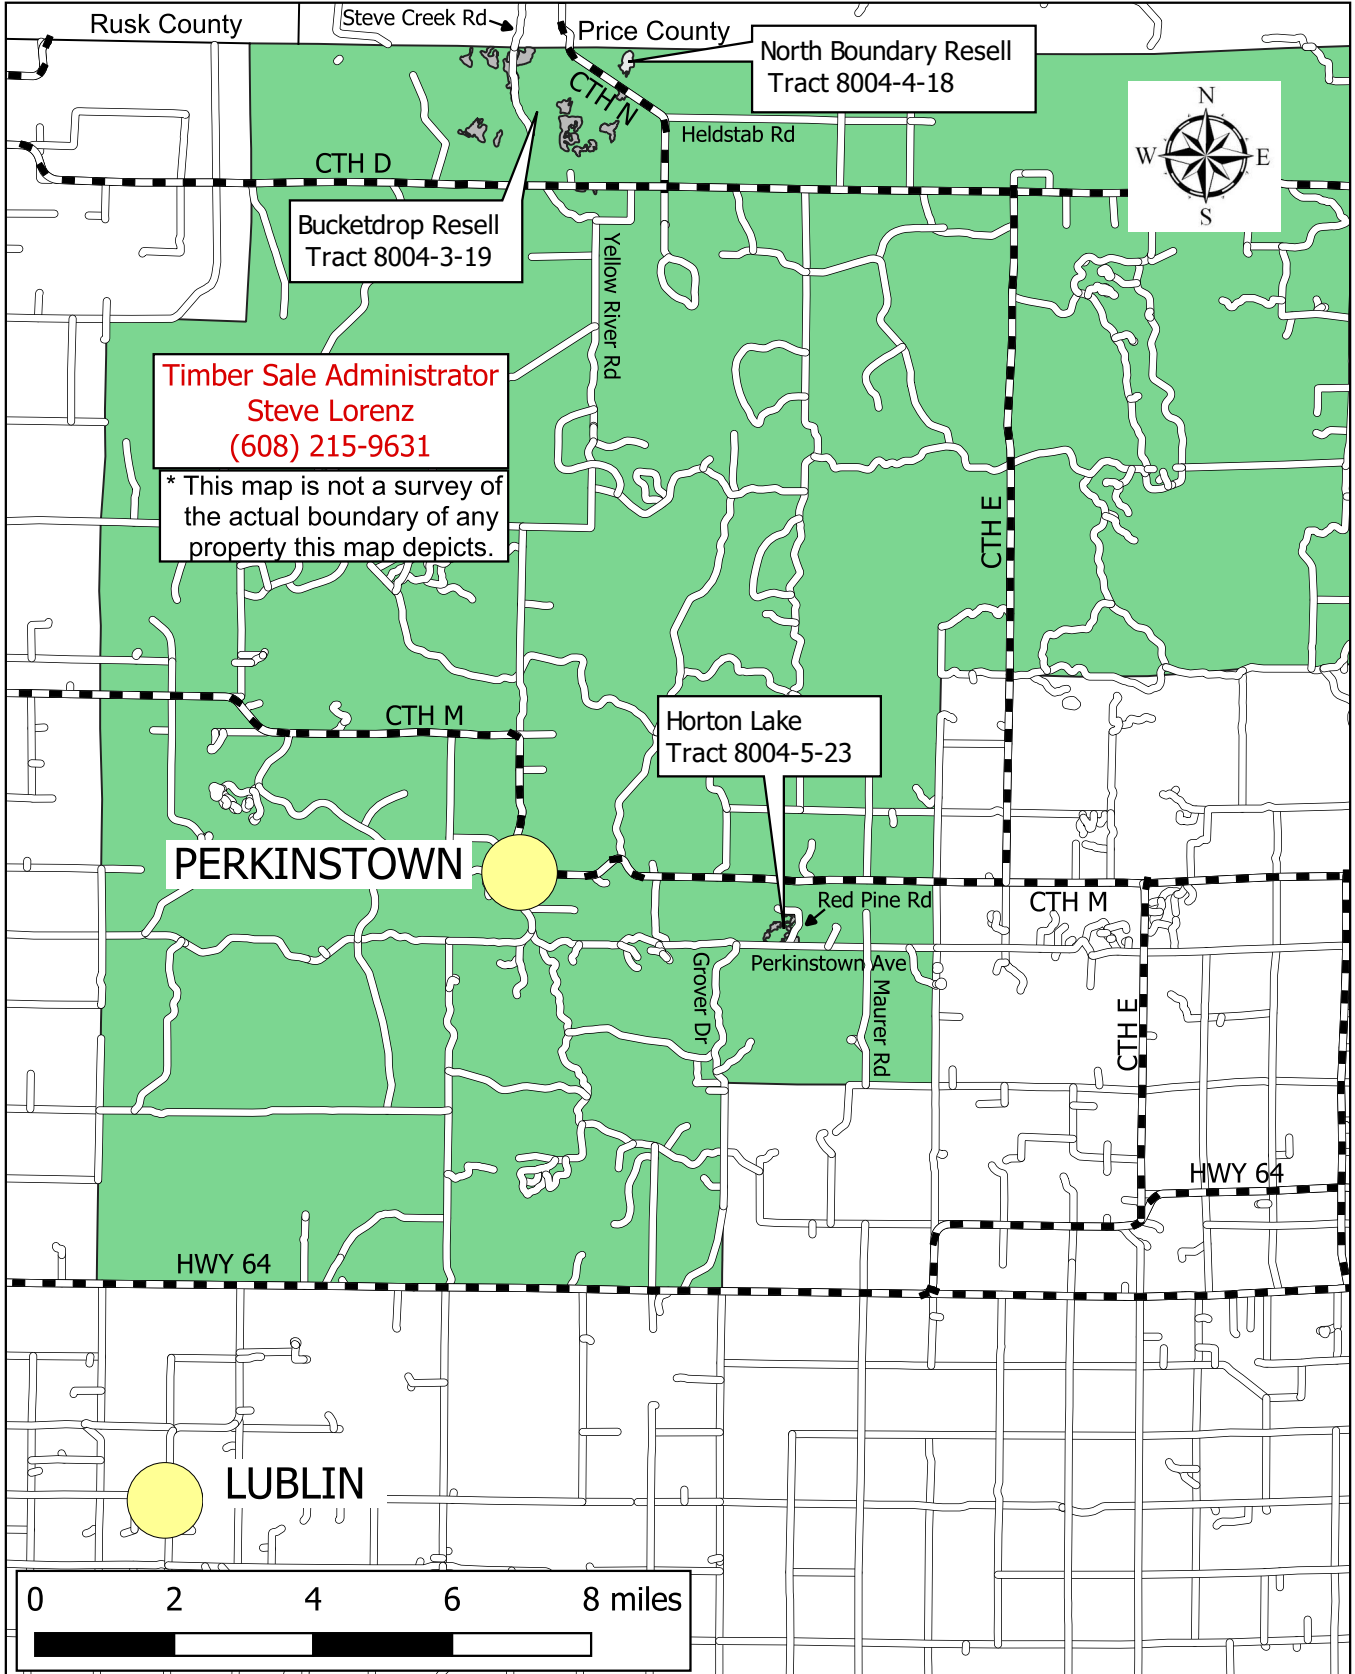 Rusk County
Steve Creek Rd
Price County
North Boundary Resell
Tract 8004-4-18
CTH N
Heldstab Rd
N
W
E
S
CTH D
Bucketdrop Resell
Tract 8004-3-19
Yellow River Rd
Timber Sale Administrator
Steve Lorenz
(608) 215-9631
* This map is not a survey of
the actual boundary of any
property this map depicts.
CTH E
CTH M
Horton Lake
Tract 8004-5-23
PERKINSTOWN
Red Pine Rd
CTH M
Perkinstown Ave
Grover Dr
Maurer Rd
CTH E
HWY 64
HWY 64
LUBLIN
0 2 4 6 8 miles